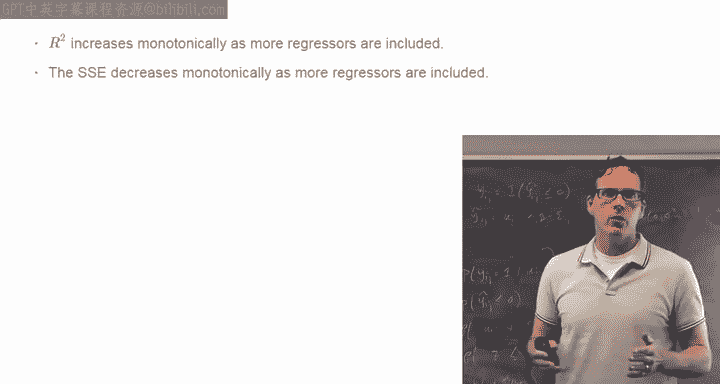 GPT中英字幕课程资源@bilibili.com
· R² increases monotonically as more regressors are included.
· The SSE decreases monotonically as more regressors are included.